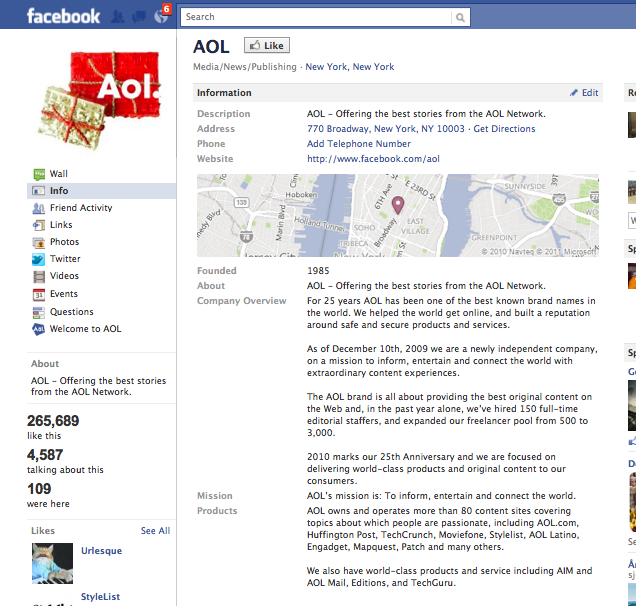 facebook
6
Search
AOL
Like
Media/News/Publishing · New York, New York
Aol.
Information
Edit
Description AOL - Offering the best stories from the AOL Network.
Address 770 Broadway, New York, NY 10003 · Get Directions
Phone Add Telephone Number
Website http://www.facebook.com/aol
Wall
Info
Friend Activity
Links
Photos
Twitter
Videos
Events
Questions
Welcome to AOL
Hoboken
6TH Ave
E 23RD St
SUNNYSIDE
495
139
Marin Blvd
Holland Tunnel
SOHO
Broadway
EAST
VILLAGE
GREENPOINT
78
TRIBECA
© 2010 Navteq © 2011 Microsoft
Founded 1985
About AOL - Offering the best stories from the AOL Network.
Company Overview For 25 years AOL has been one of the best known brand names in
the world. We helped the world get online, and built a reputation
around safe and secure products and services.
As of December 10th, 2009 we are a newly independent company,
on a mission to inform, entertain and connect the world with
extraordinary content experiences.
The AOL brand is all about providing the best original content on
the Web and, in the past year alone, we've hired 150 full-time
editorial staffers, and expanded our freelancer pool from 500 to
3,000.
2010 marks our 25th Anniversary and we are focused on
delivering world-class products and original content to our
consumers.
Mission AOL's mission is: To inform, entertain and connect the world.
Products AOL owns and operates more than 80 content sites covering
topics about which people are passionate, including AOL.com,
Huffington Post, TechCrunch, Moviefone, Stylelist, AOL Latino,
Engadget, Mapquest, Patch and many others.
We also have world-class products and service including AIM and
AOL Mail, Editions, and TechGuru.
About
AOL - Offering the best stories
from the AOL Network.
265,689
like this
4,587
talking about this
109
were here
Likes
See All
Urlesque
StyleList